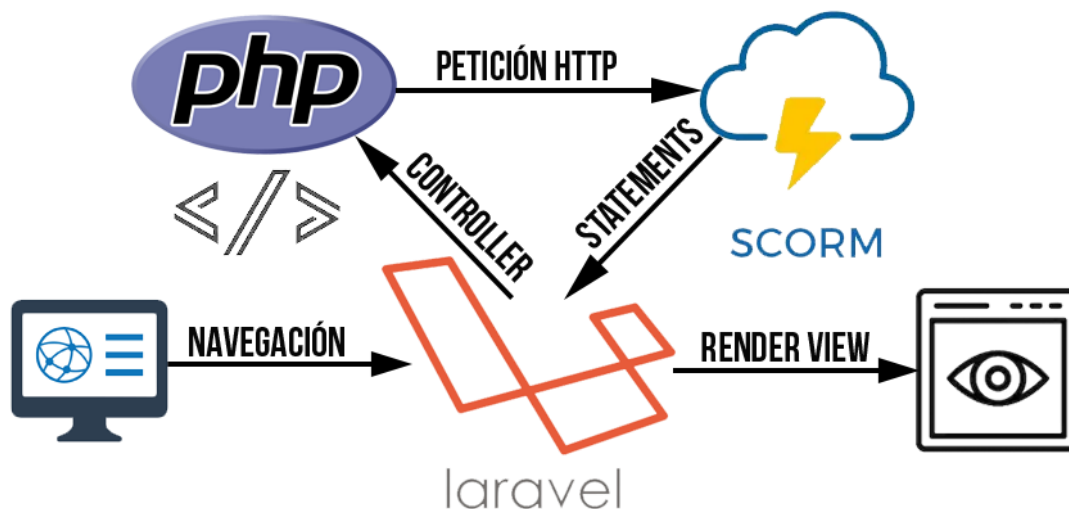 php
PETICIÓN HTTP
CONTROLLER
STATEMENTS
</>
SCORM
NAVEGACIÓN
RENDER VIEW
laravel